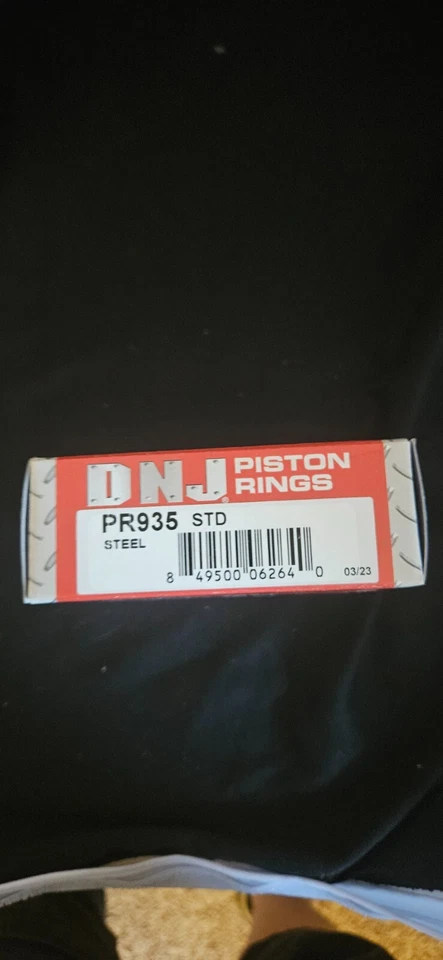 DNJ® PISTON
RINGS
PR935 STD
STEEL
8 49500 06264 0 03/23